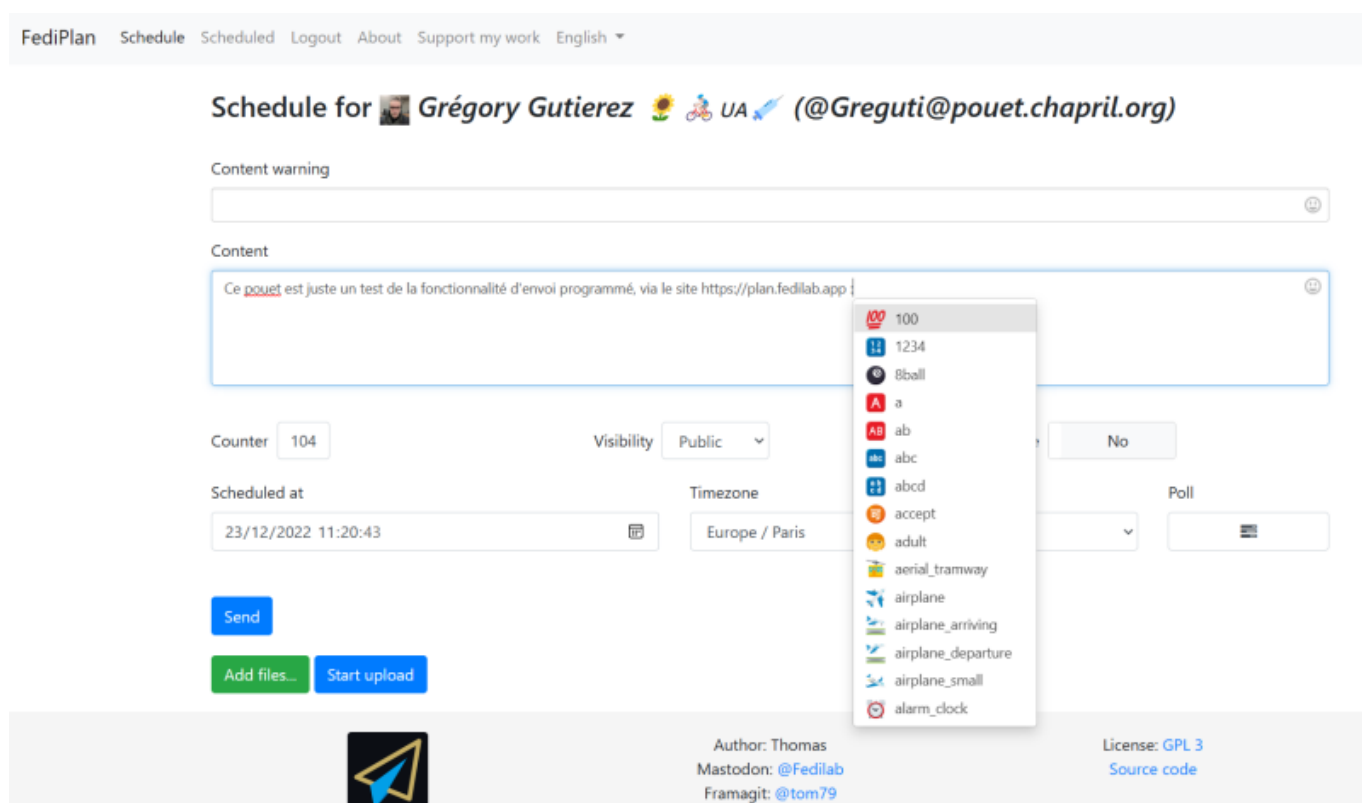 FediPlan Schedule Scheduled Logout About Support my work English
Schedule for Grégory Gutierez 🌻 🚴 UA 💉 (@Greguti@pouet.chapril.org)
Content warning
Content
Ce pouet est juste un test de la fonctionnalité d'envoi programmé, via le site https://plan.fedilab.app :
100
1234
8ball
a
ab
abc
abcd
accept
adult
aerial_tramway
airplane
airplane_arriving
airplane_departure
airplane_small
alarm_clock
Counter 104 Visibility Public No
Scheduled at Timezone Poll
23/12/2022 11:20:43 Europe / Paris
Send
Add files... Start upload
Author: Thomas
Mastodon: @Fedilab
Framagit: @tom79
License: GPL 3
Source code